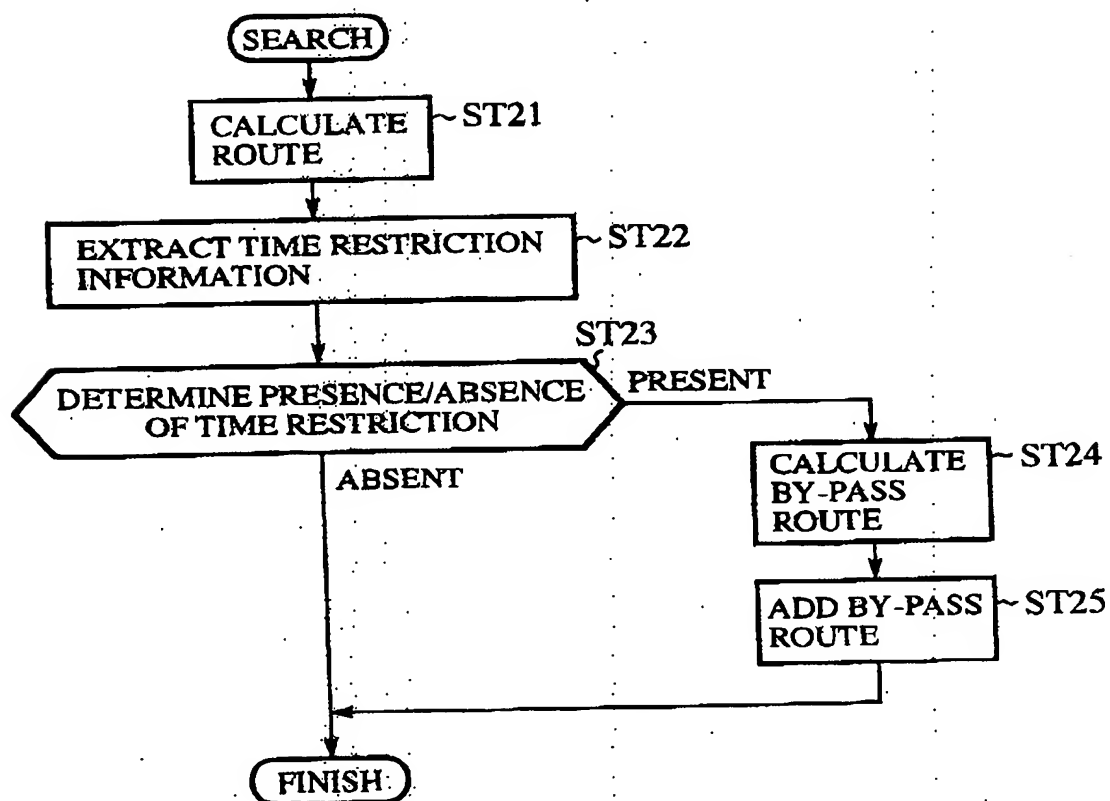 SEARCH
CALCULATE
ROUTE
ST21
EXTRACT TIME RESTRICTION
INFORMATION
ST22
ST23
DETERMINE PRESENCE/ABSENCE
OF TIME RESTRICTION
PRESENT
ABSENT
CALCULATE
BY-PASS
ROUTE
ST24
ADD BY-PASS
ROUTE
ST25
FINISH